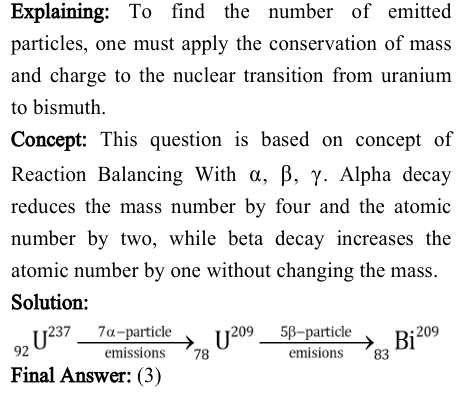 Explaining: To find the number of emitted
particles, one must apply the conservation of mass
and charge to the nuclear transition from uranium
to bismuth.
Concept: This question is based on concept of
Reaction Balancing With α, β, γ. Alpha decay
reduces the mass number by four and the atomic
number by two, while beta decay increases the
atomic number by one without changing the mass.
Solution:
₉₂U²³⁷ 7α–particle emissions → ₇₈U²⁰⁹ 5β–particle emisions → ₈₃Bi²⁰⁹
Final Answer: (3)